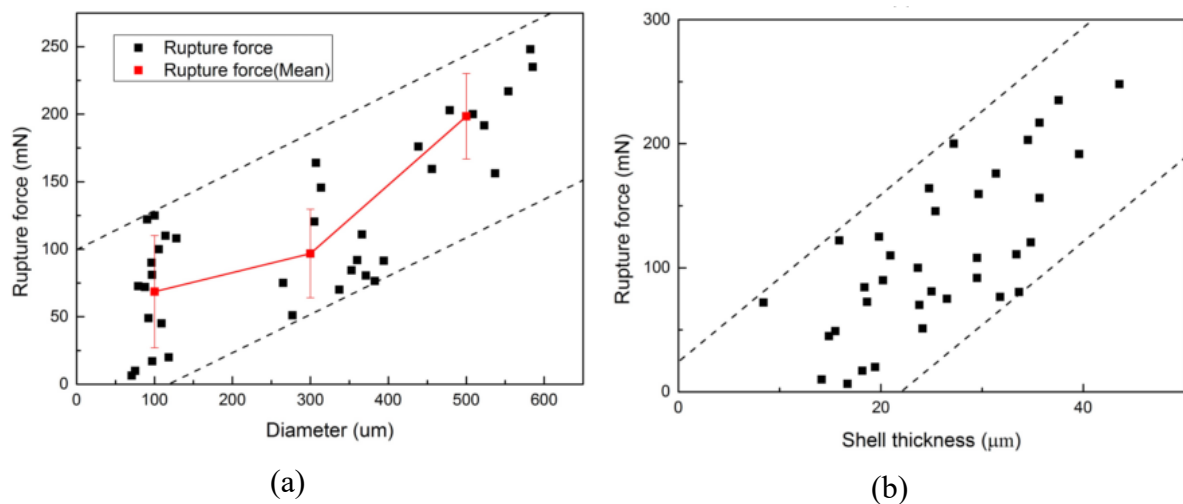 Rupture force
Rupture force(Mean)
250
200
150
100
50
0
Rupture force (mN)
0 100 200 300 400 500 600
Diameter (um)
(a)
300
200
100
0
Rupture force (mN)
0 20 40
Shell thickness (μm)
(b)